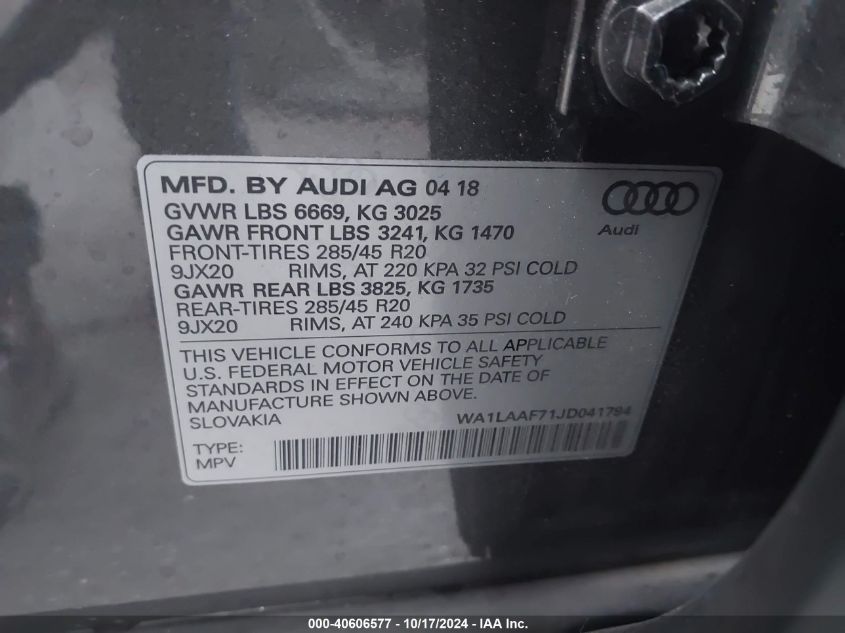 MFD. BY AUDI AG 04 18
GVWR LBS 6669, KG 3025
GAWR FRONT LBS 3241, KG 1470
FRONT-TIRES 285/45 R20
9JX20 RIMS, AT 220 KPA 32 PSI COLD
GAWR REAR LBS 3825, KG 1735
REAR-TIRES 285/45 R20
9JX20 RIMS, AT 240 KPA 35 PSI COLD
Audi
THIS VEHICLE CONFORMS TO ALL APPLICABLE
U.S. FEDERAL MOTOR VEHICLE SAFETY
STANDARDS IN EFFECT ON THE DATE OF
MANUFACTURE SHOWN ABOVE.
SLOVAKIA WA1LAAF71JD041794
TYPE:
MPV
000-40606577 - 10/17/2024 - WWW.IAAI.COM